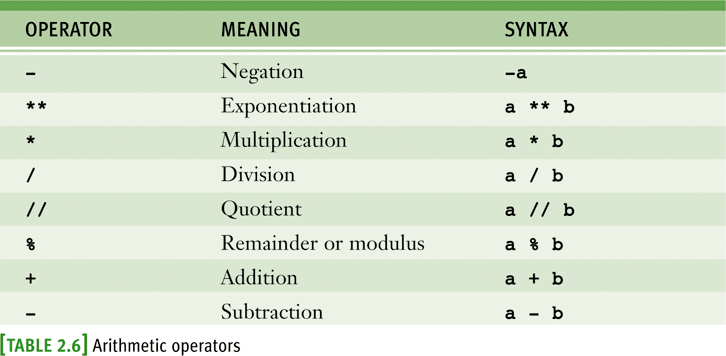 OPERATOR MEANING SYNTAX
– Negation –a
** Exponentiation a ** b
* Multiplication a * b
/ Division a / b
// Quotient a // b
% Remainder or modulus a % b
+ Addition a + b
– Subtraction a – b
[TABLE 2.6] Arithmetic operators